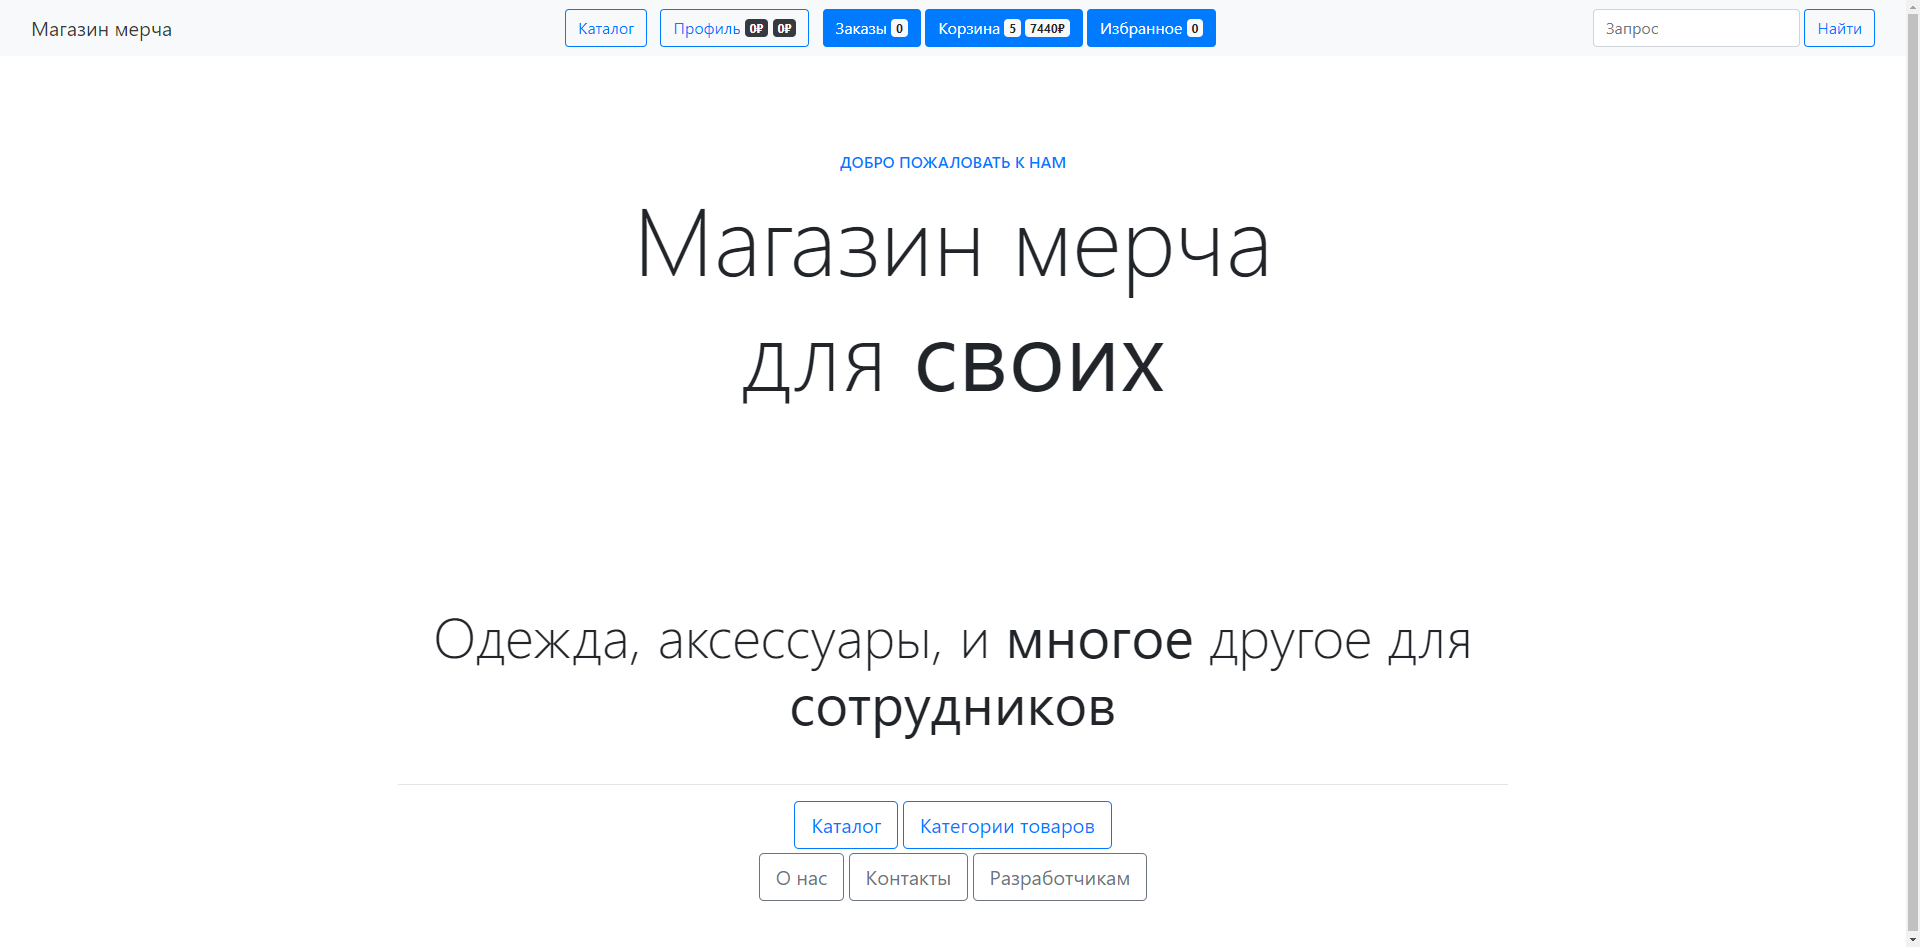 Магазин мерча Каталог Профиль 0₽ 0₽ Заказы 0 Корзина 5 7440₽ Избранное 0 Запрос Найти
ДОБРО ПОЖАЛОВАТЬ К НАМ
Магазин мерча
для своих
Одежда, аксессуары, и многое другое для
сотрудников
Каталог Категории товаров
О нас Контакты Разработчикам